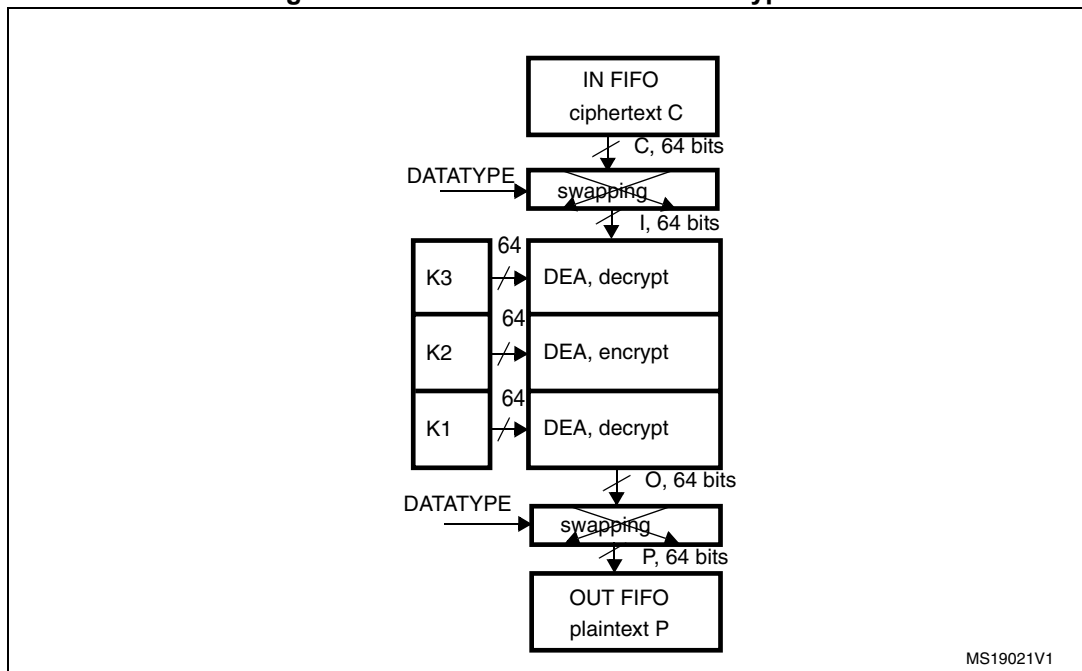 IN FIFO
ciphertext C
C, 64 bits
DATATYPE
swapping
I, 64 bits
64
K3
DEA, decrypt
64
K2
DEA, encrypt
64
K1
DEA, decrypt
O, 64 bits
DATATYPE
swapping
P, 64 bits
OUT FIFO
plaintext P
MS19021V1